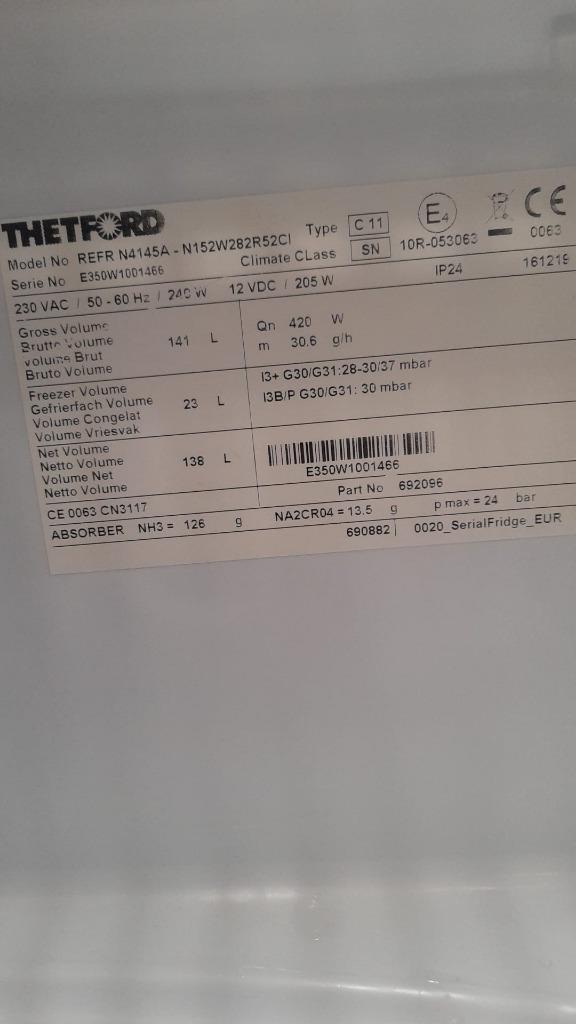 THETFORD
Model No REFR N4145A - N152W282R52CI Type C 11 E4 CE
Serie No E350W1001466 Climate CLass SN 10R-053063 0063
230 VAC / 50 - 60 Hz / W 12 VDC / 205 W IP24 161219
Gross Volume
Brutto Volume
Volume Brut
Bruto Volume
141 L
Qn 420 W
m 30.6 g/h
Freezer Volume
Gefrierfach Volume
Volume Congelat
Volume Vriesvak
23 L
I3+ G30/G31:28-30/37 mbar
I3B/P G30/G31: 30 mbar
Net Volume
Netto Volume
Volume Net
Netto Volume
138 L
E350W1001466
CE 0063 CN3117 Part No 692096
ABSORBER NH3 = 126 g NA2CR04 = 13.5 g p max = 24 bar
690882 0020_SerialFridge_EUR